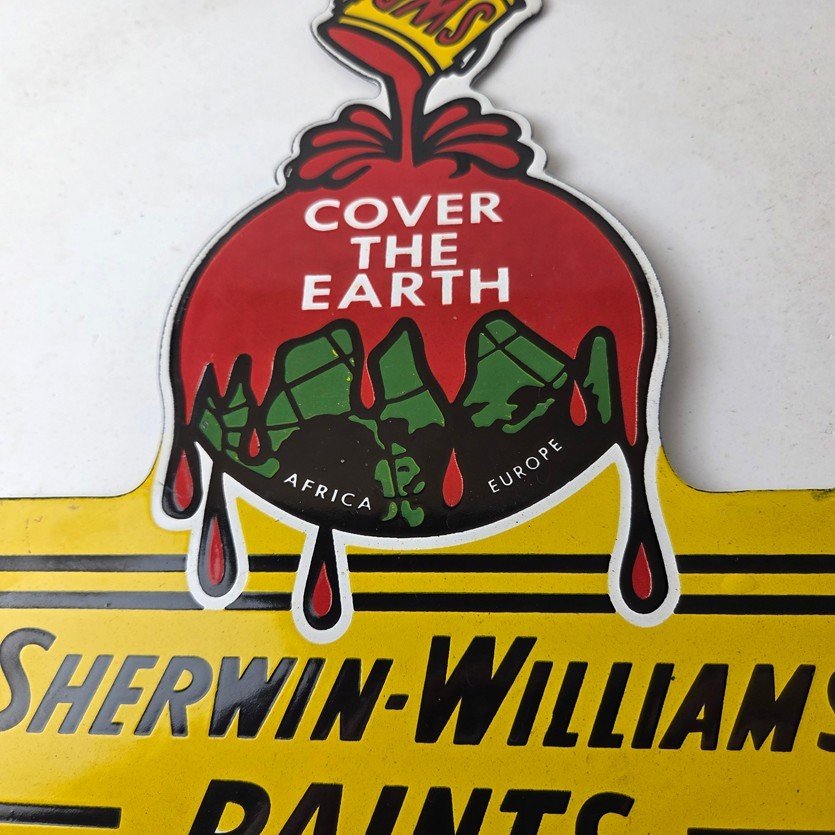 SWS
COVER
THE
EARTH
AFRICA
EUROPE
SHERWIN-WILLIAMS
PAINTS